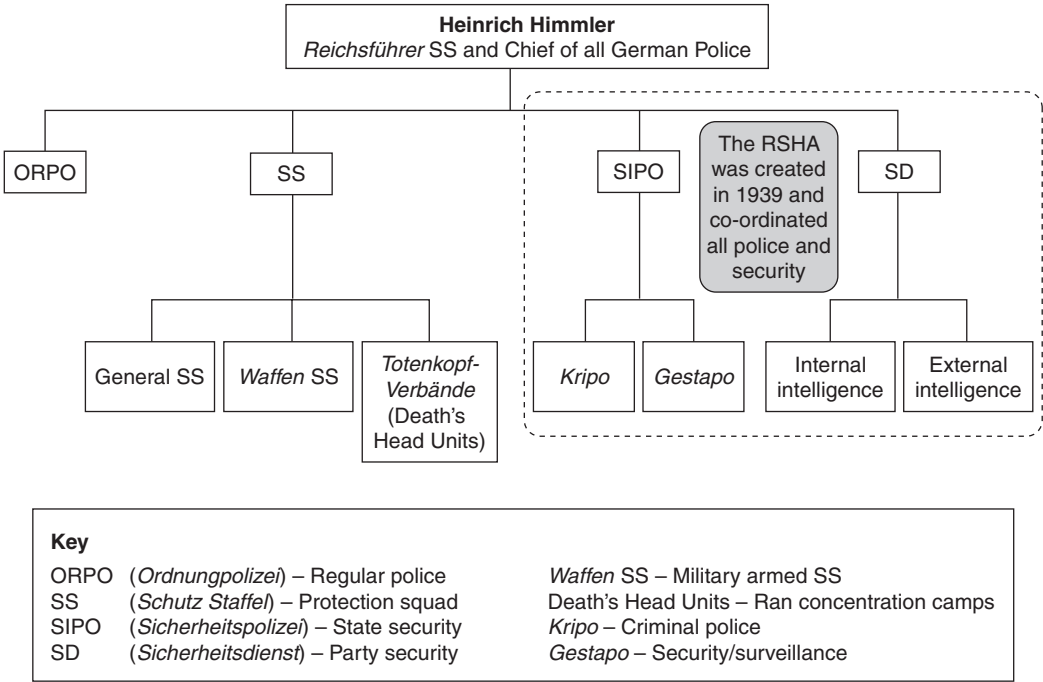 Heinrich Himmler
Reichsführer SS and Chief of all German Police
ORPO
SS
SIPO
The RSHA
was created
in 1939 and
co-ordinated
all police and
security
SD
General SS
Waffen SS
Totenkopf-
Verbände
(Death's
Head Units)
Kripo
Gestapo
Internal
intelligence
External
intelligence
Key
ORPO (Ordnungpolizei) – Regular police
SS (Schutz Staffel) – Protection squad
SIPO (Sicherheitspolizei) – State security
SD (Sicherheitsdienst) – Party security
Waffen SS – Military armed SS
Death's Head Units – Ran concentration camps
Kripo – Criminal police
Gestapo – Security/surveillance